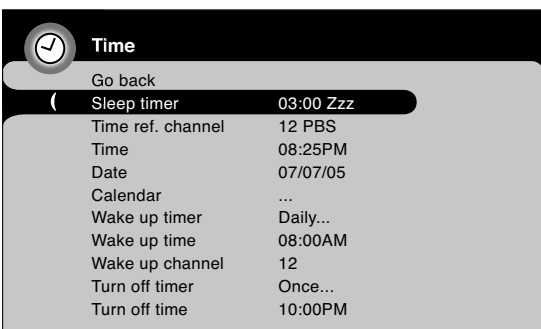 Time
Go back
Sleep timer 03:00 Zzz
Time ref. channel 12 PBS
Time 08:25PM
Date 07/07/05
Calendar ...
Wake up timer Daily...
Wake up time 08:00AM
Wake up channel 12
Turn off timer Once...
Turn off time 10:00PM